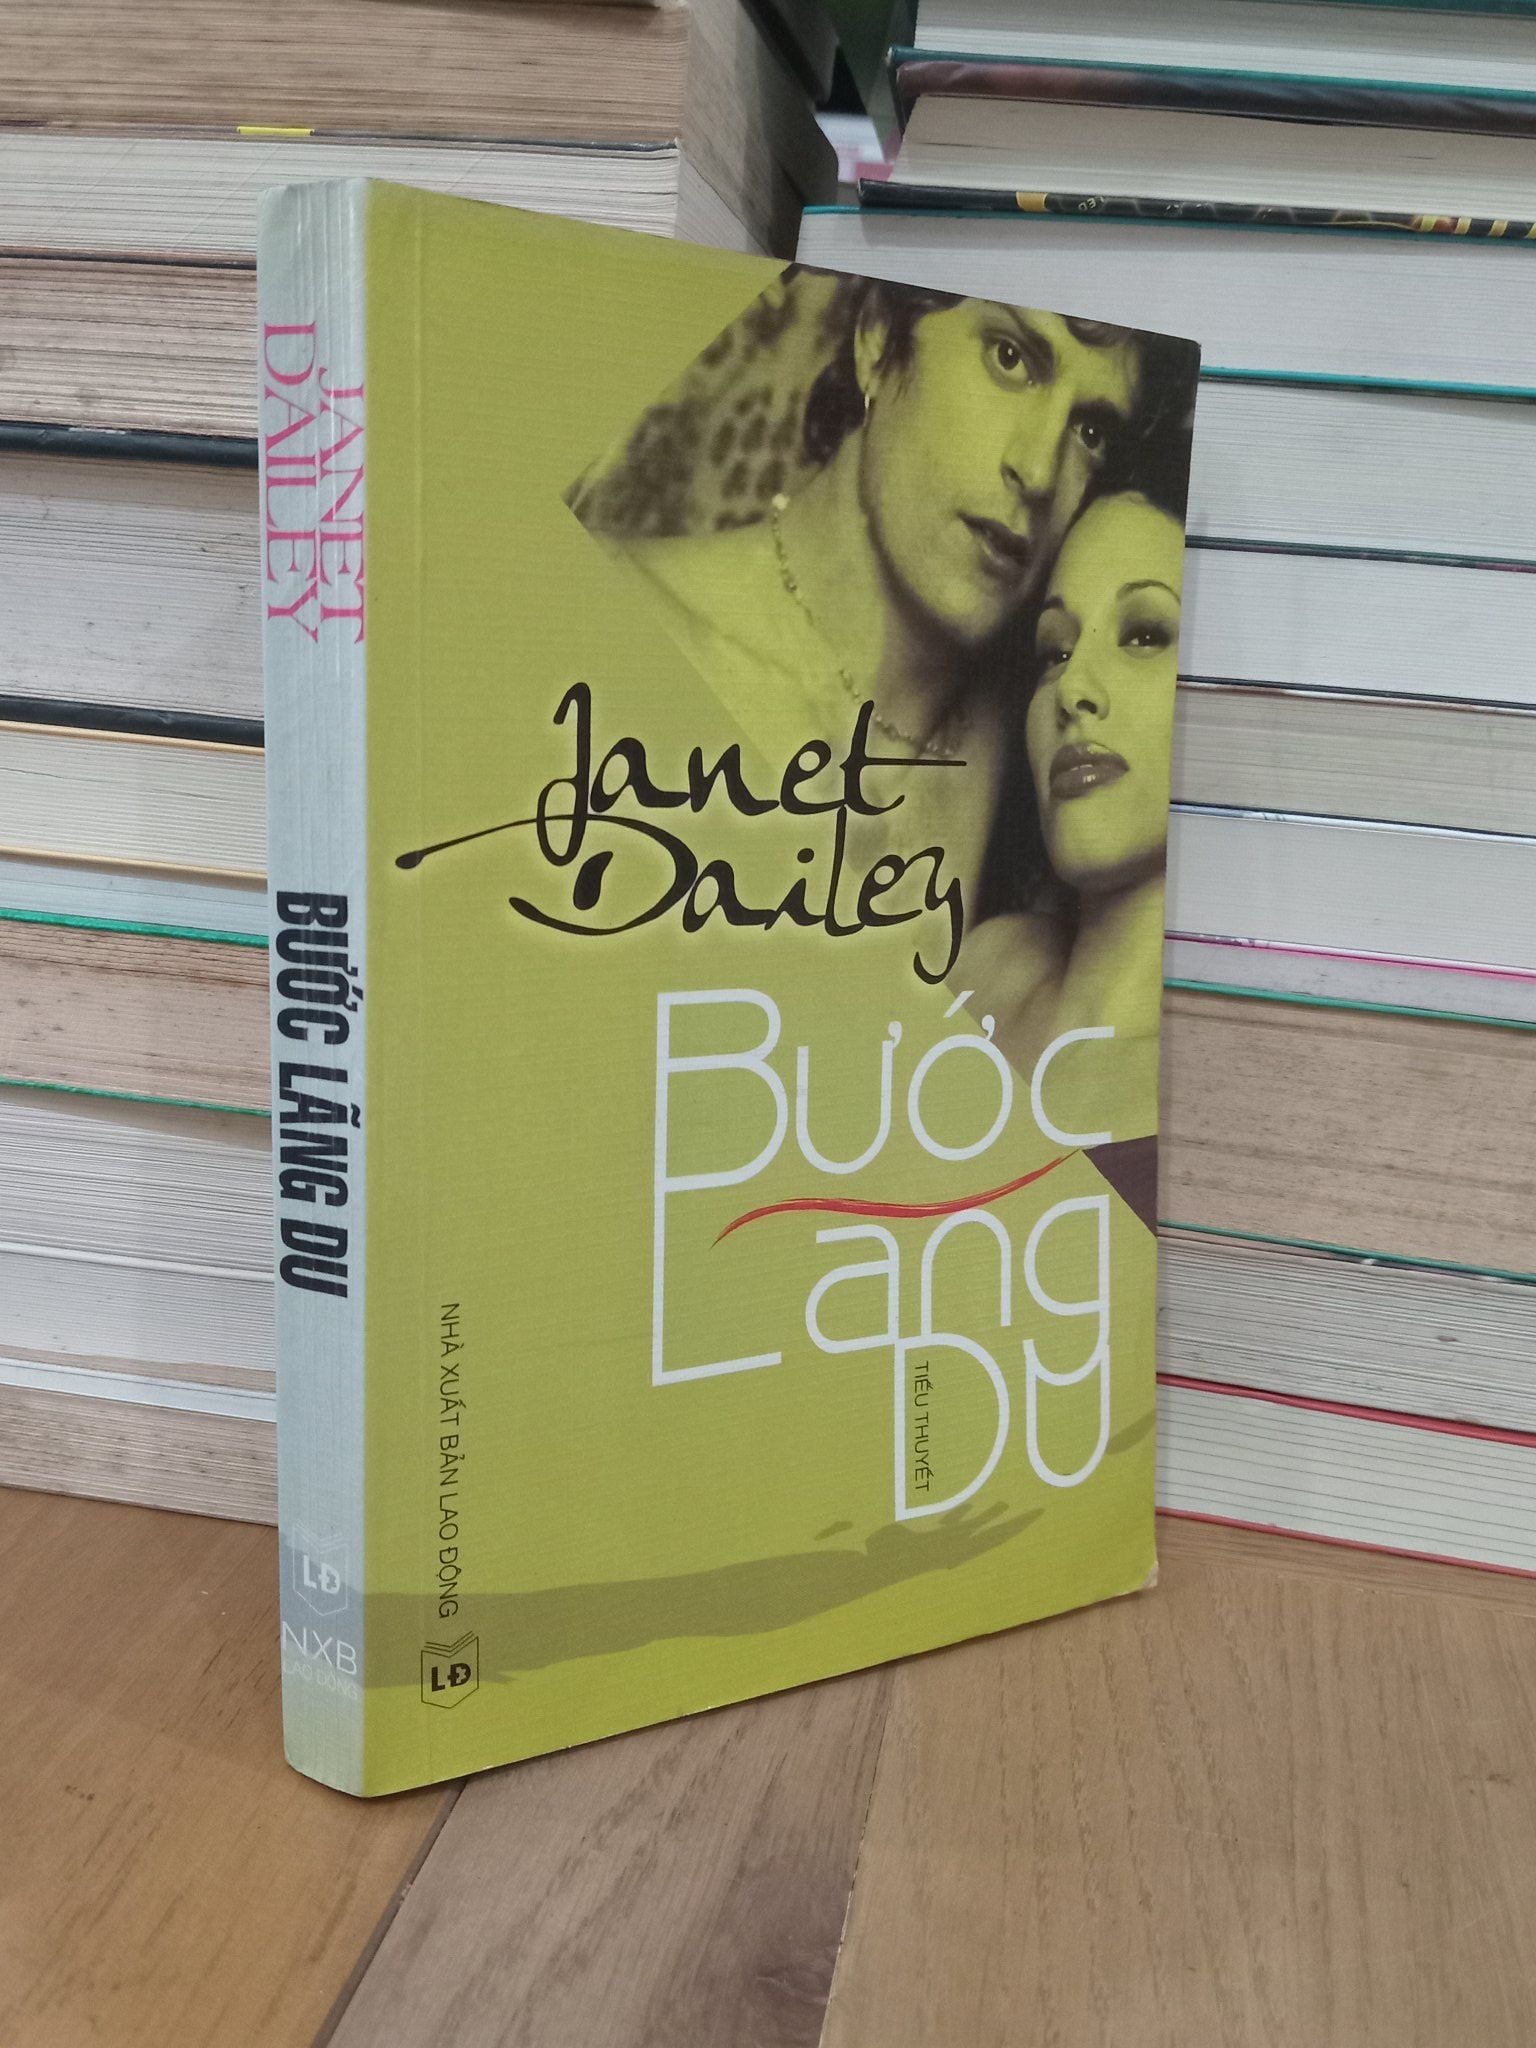 JANET
DAILEY
BƯỚC LÃNG DU
LĐ
NXB
LAO ĐỘNG
Janet
Dailey
Bước
Lãng
Du
TIỂU THUYẾT
NHÀ XUẤT BẢN LAO ĐỘNG
LĐ